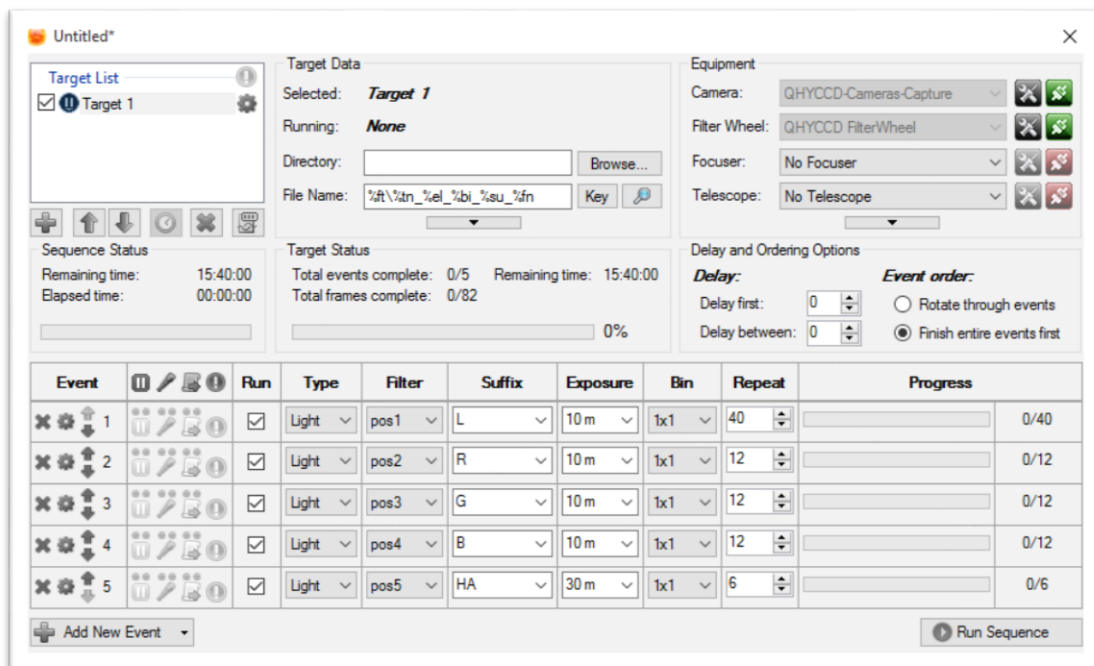 Untitled*
Target List
Target 1
Target Data
Selected: Target 1
Running: None
Directory: Browse...
File Name: %ft\%tn_%el_%bi_%su_%fn Key
Equipment
Camera: QHYCCD-Cameras-Capture
Filter Wheel: QHYCCD FilterWheel
Focuser: No Focuser
Telescope: No Telescope
Sequence Status
Remaining time: 15:40:00
Elapsed time: 00:00:00
Target Status
Total events complete: 0/5 Remaining time: 15:40:00
Total frames complete: 0/82
0%
Delay and Ordering Options
Delay: Event order:
Delay first: 0 Rotate through events
Delay between: 0 Finish entire events first
Event Run Type Filter Suffix Exposure Bin Repeat Progress
1 Light pos1 L 10 m 1x1 40 0/40
2 Light pos2 R 10 m 1x1 12 0/12
3 Light pos3 G 10 m 1x1 12 0/12
4 Light pos4 B 10 m 1x1 12 0/12
5 Light pos5 HA 30 m 1x1 6 0/6
Add New Event Run Sequence